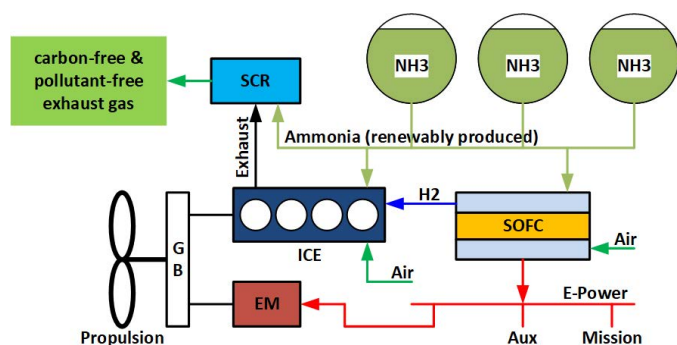 carbon-free &
pollutant-free
exhaust gas
SCR
NH3
NH3
NH3
Exhaust
Ammonia (renewably produced)
H2
SOFC
G
B
ICE
Air
Air
EM
E-Power
Propulsion
Aux
Mission